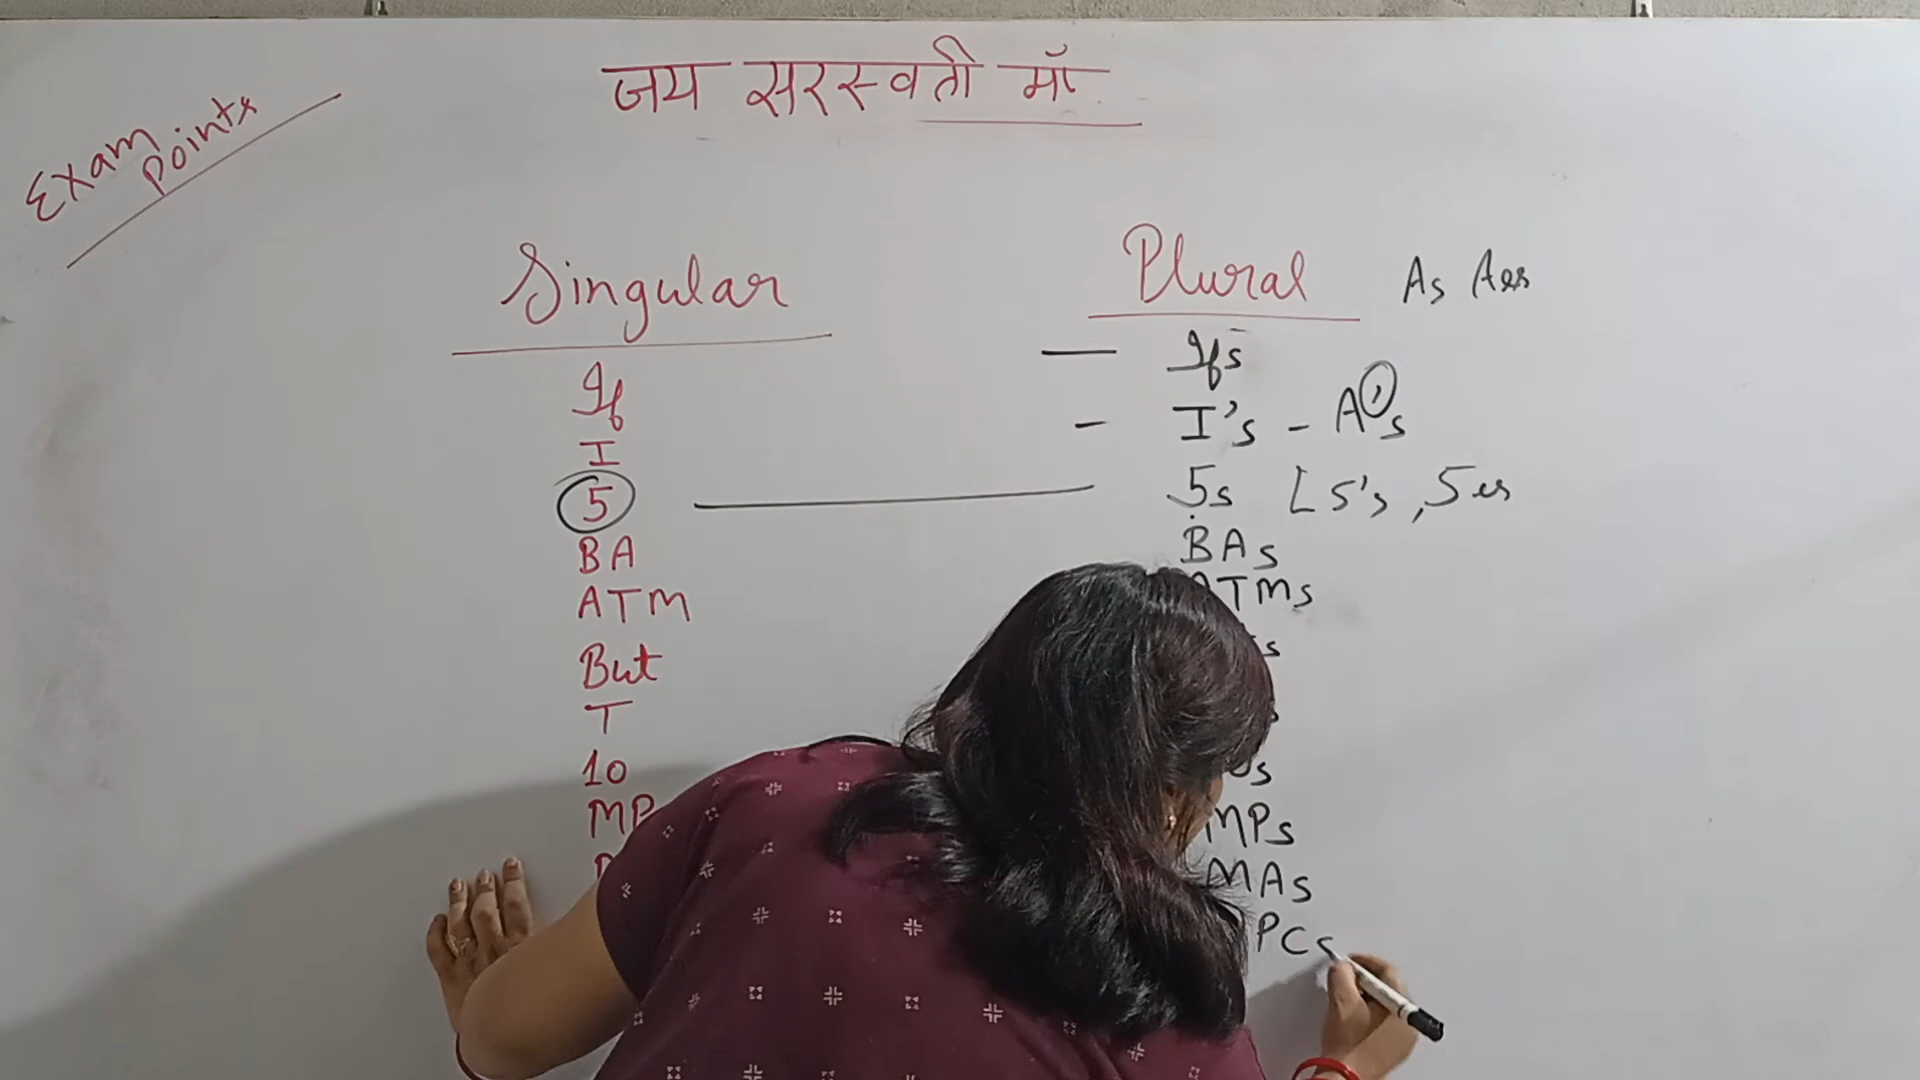 जय सरस्वती माँ
Exam
points
Singular Plural As Aes
If — Ifs
I - I's - A's
5 — 5s [ 5's, 5es
BA BAs
ATM ATMs
But
T
10
MP MPs
MAs
PCs